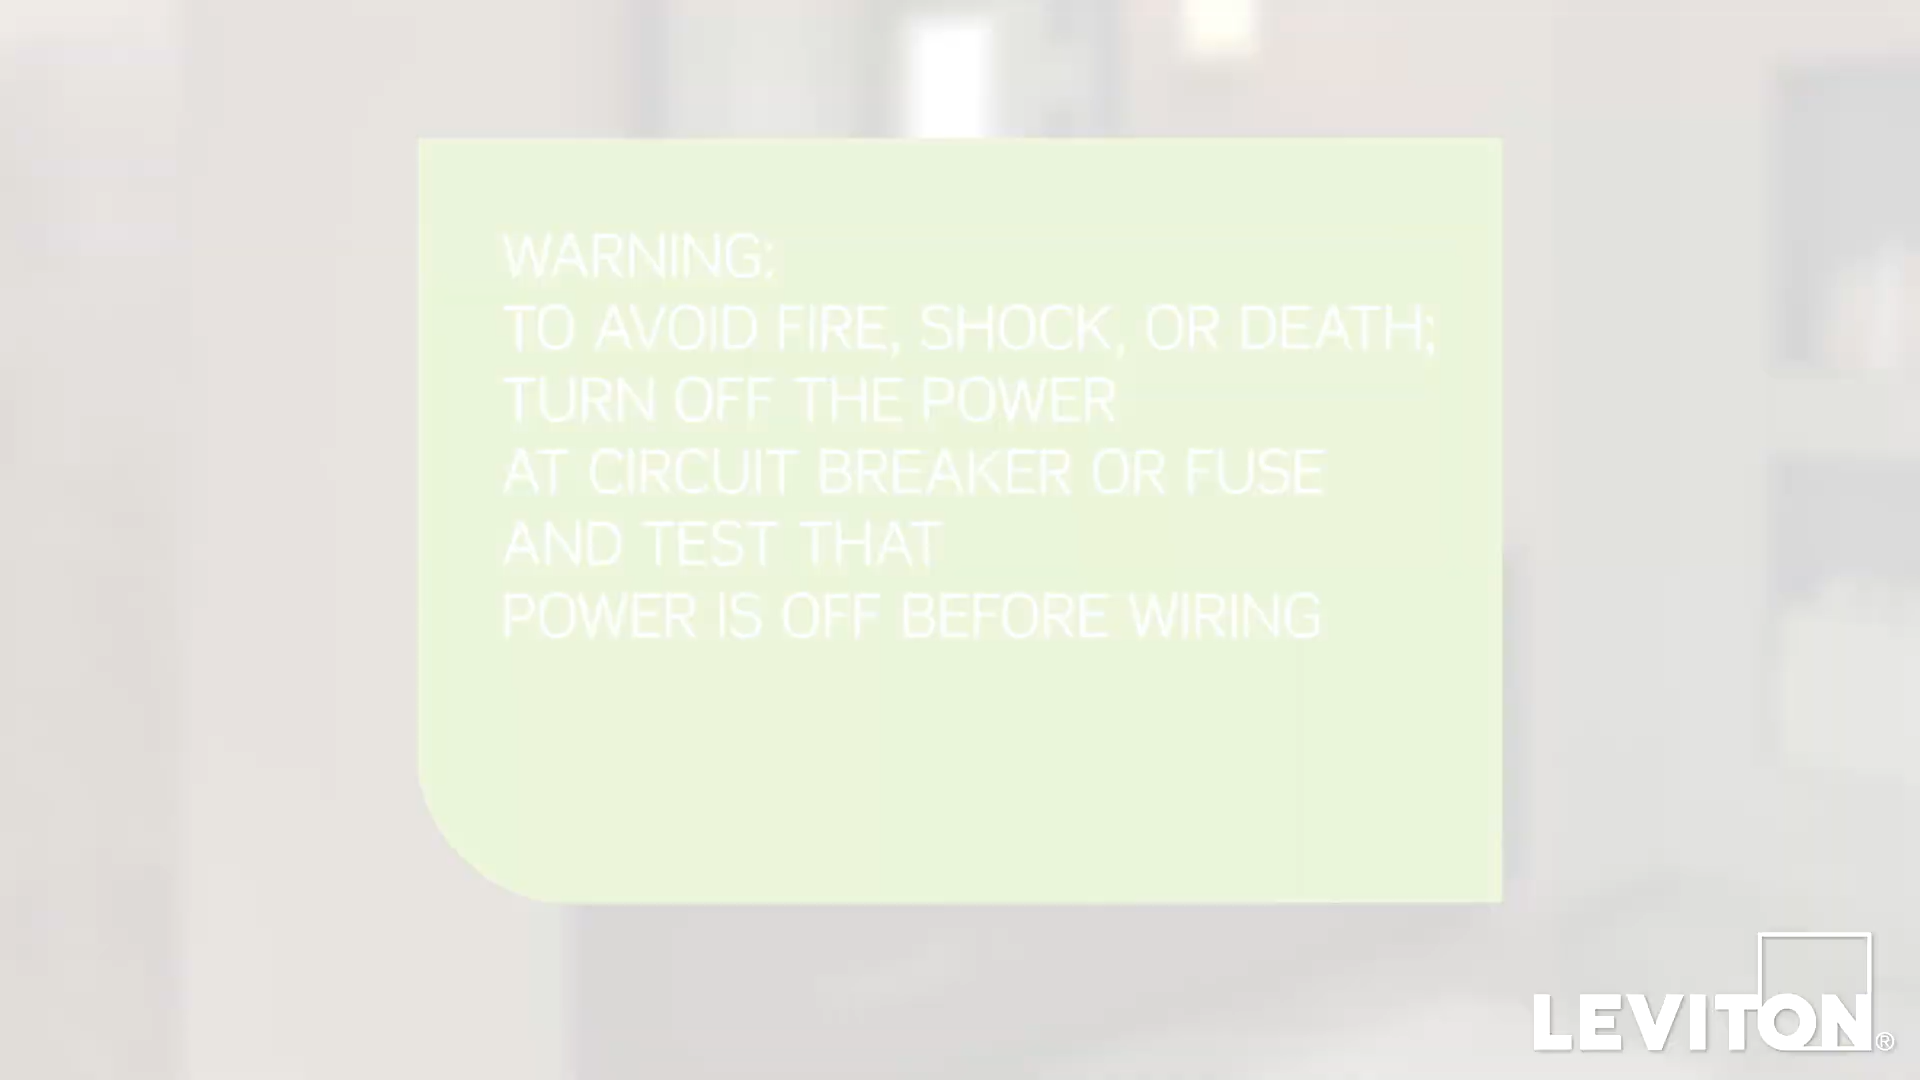 WARNING:
TO AVOID FIRE, SHOCK, OR DEATH;
TURN OFF THE POWER
AT CIRCUIT BREAKER OR FUSE
AND TEST THAT
POWER IS OFF BEFORE WIRING
LEVITON®